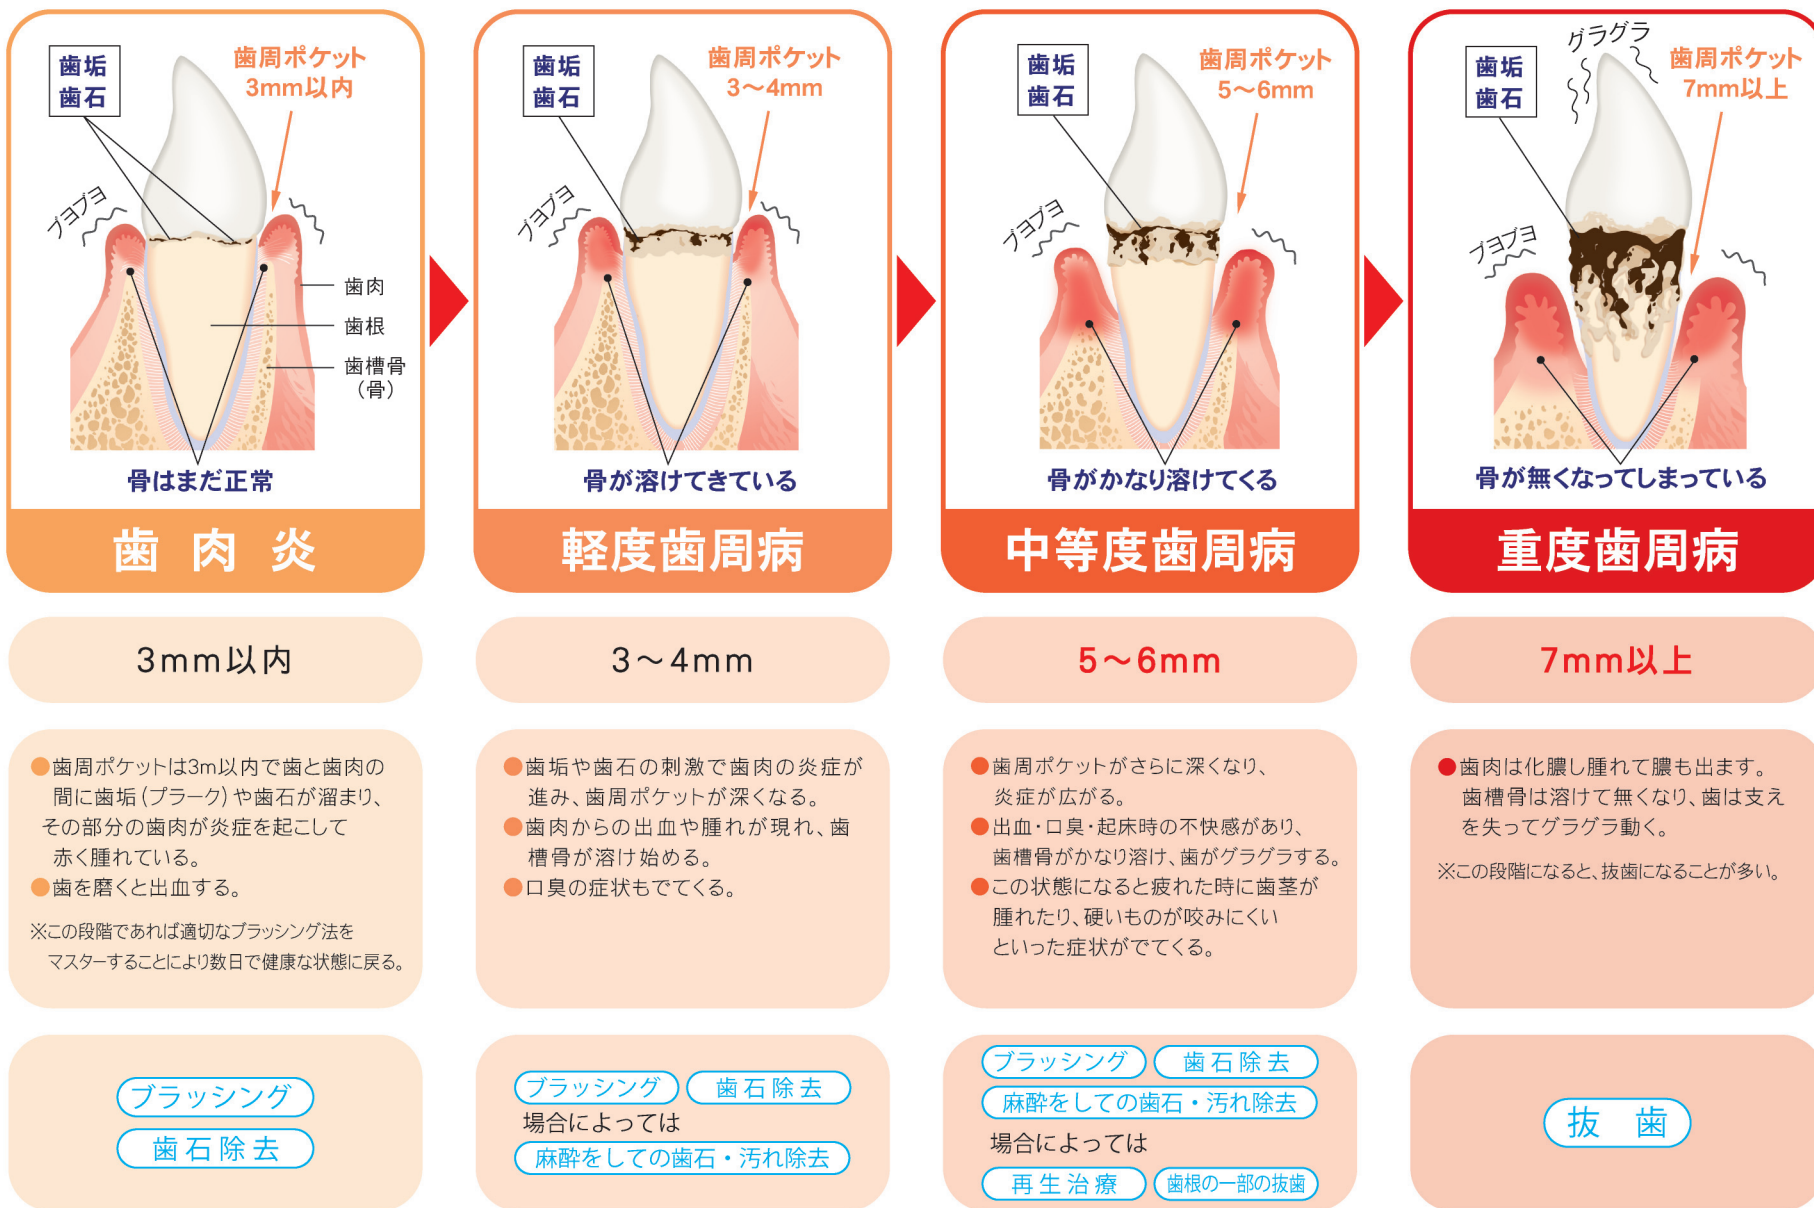 歯垢
歯石
歯周ポケット
3mm以内
ブヨブヨ
歯肉
歯根
歯槽骨
（骨）
骨はまだ正常
歯肉炎
3mm以内
●歯周ポケットは3m以内で歯と歯肉の
間に歯垢（プラーク）や歯石が溜まり、
その部分の歯肉が炎症を起こして
赤く腫れている。
●歯を磨くと出血する。
※この段階であれば適切なブラッシング法を
マスターすることにより数日で健康な状態に戻る。
ブラッシング
歯石除去
歯垢
歯石
歯周ポケット
3〜4mm
ブヨブヨ
骨が溶けてきている
軽度歯周病
3〜4mm
●歯垢や歯石の刺激で歯肉の炎症が
進み、歯周ポケットが深くなる。
●歯肉からの出血や腫れが現れ、歯
槽骨が溶け始める。
●口臭の症状もでてくる。
ブラッシング 歯石除去
場合によっては
麻酔をしての歯石・汚れ除去
歯垢
歯石
歯周ポケット
5〜6mm
ブヨブヨ
骨がかなり溶けてくる
中等度歯周病
5〜6mm
●歯周ポケットがさらに深くなり、
炎症が広がる。
●出血・口臭・起床時の不快感があり、
歯槽骨がかなり溶け、歯がグラグラする。
●この状態になると疲れた時に歯茎が
腫れたり、硬いものが咬みにくい
といった症状がでてくる。
ブラッシング 歯石除去
麻酔をしての歯石・汚れ除去
場合によっては
再生治療 歯根の一部の抜歯
グラグラ
歯垢
歯石
歯周ポケット
7mm以上
ブヨブヨ
骨が無くなってしまっている
重度歯周病
7mm以上
●歯肉は化膿し腫れて膿も出ます。
歯槽骨は溶けて無くなり、歯は支え
を失ってグラグラ動く。
※この段階になると、抜歯になることが多い。
抜歯